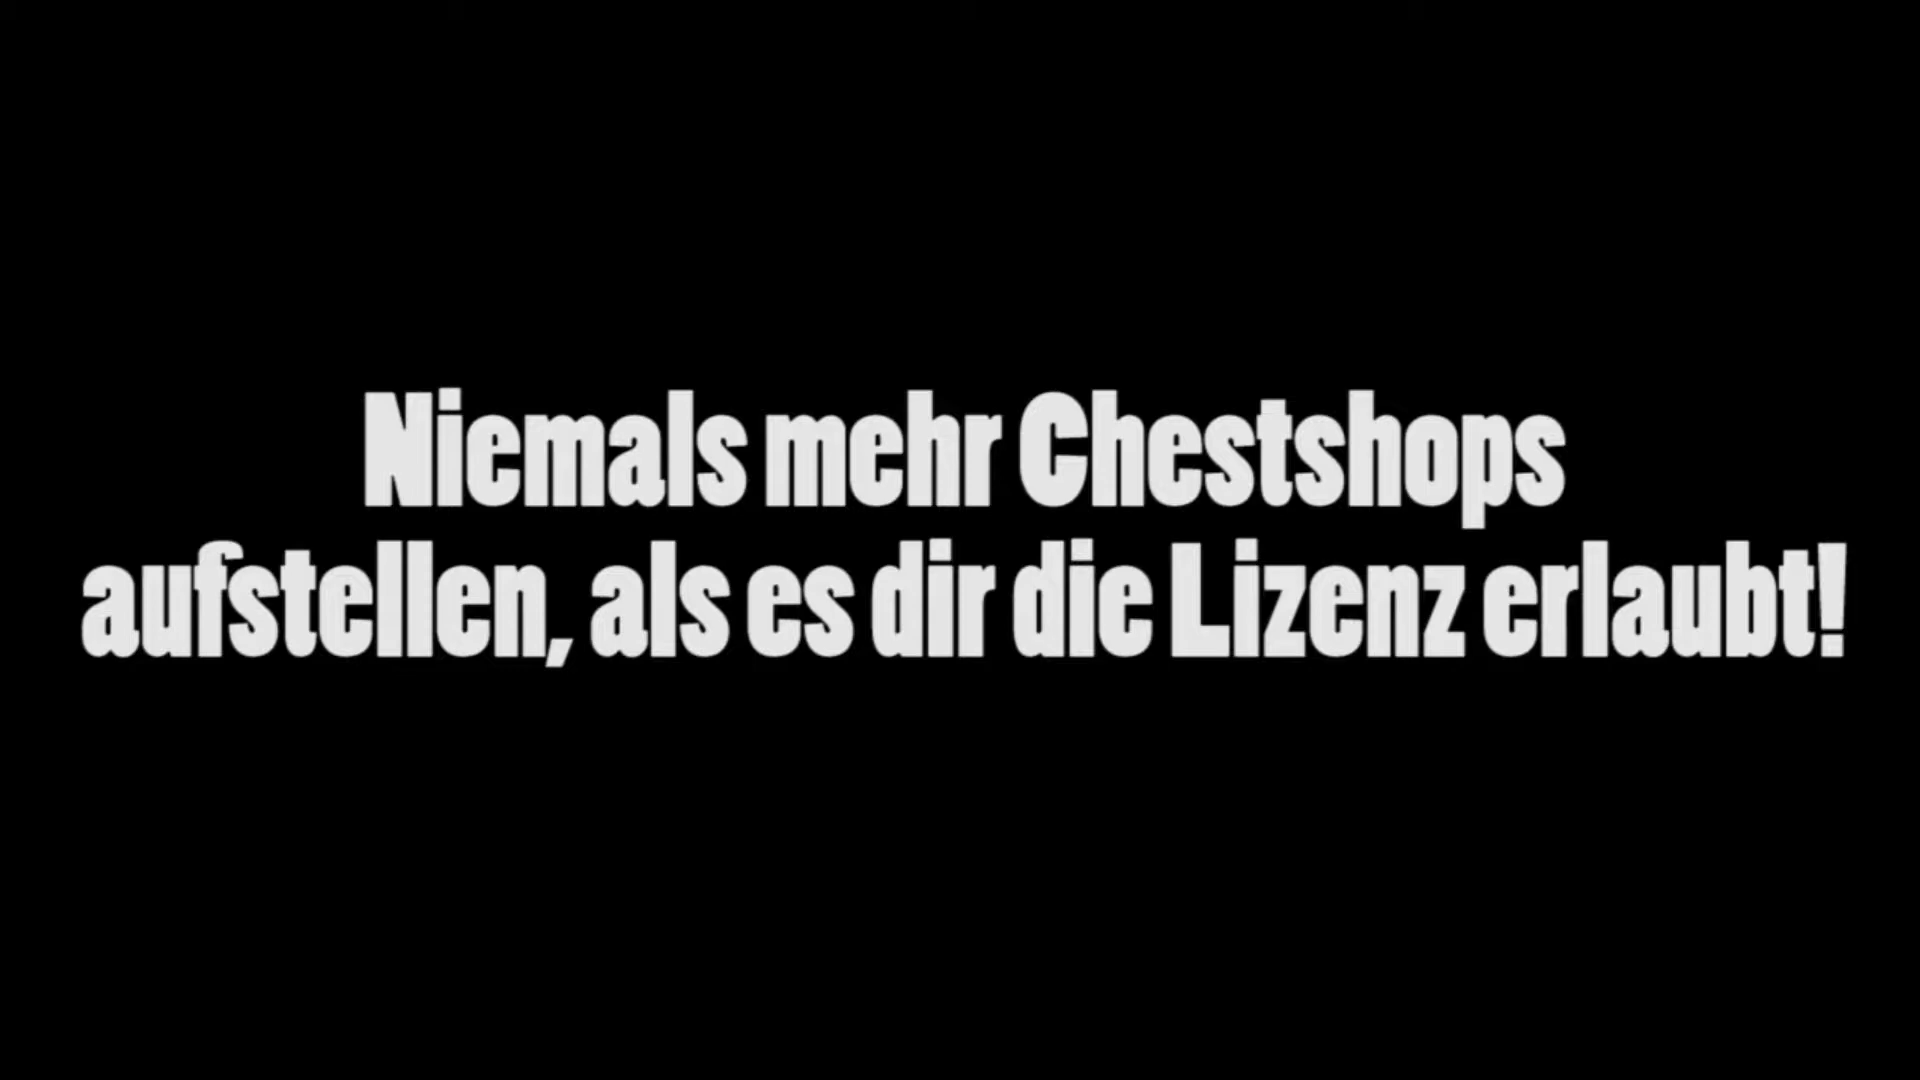 Niemals mehr Chestshops
aufstellen, als es dir die Lizenz erlaubt!